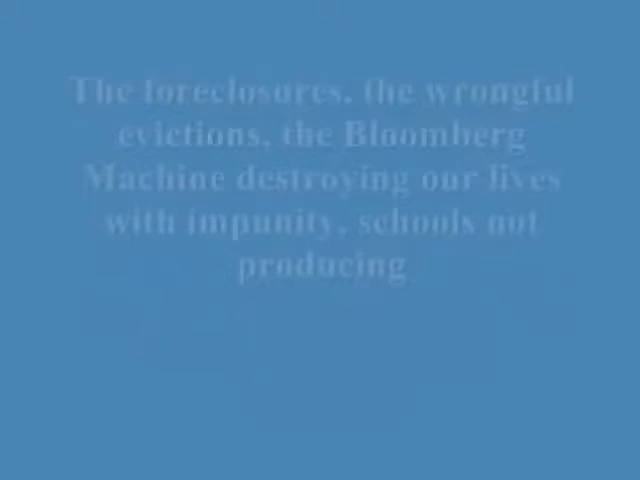 The foreclosures, the wrongful
evictions, the Bloomberg
Machine destroying our lives
with impunity, schools not
producing